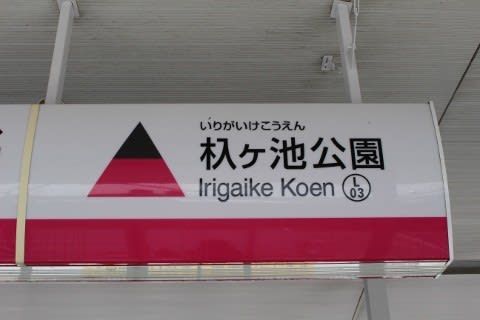 いりがいけこうえん
杁ヶ池公園
Irigaike Koen
L
03